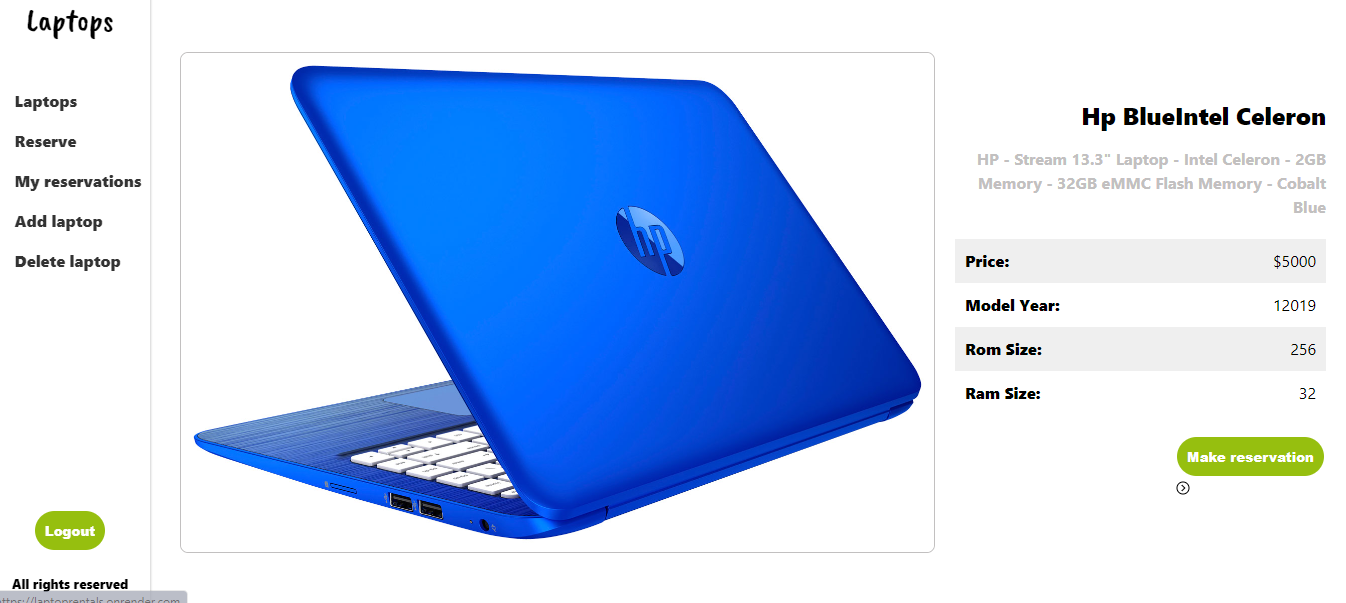 Laptops
Laptops
Reserve
My reservations
Add laptop
Delete laptop
Logout
All rights reserved
https://laptoprentals.onrender.com
hp
Hp BlueIntel Celeron
HP - Stream 13.3" Laptop - Intel Celeron - 2GB
Memory - 32GB eMMC Flash Memory - Cobalt
Blue
Price: $5000
Model Year: 12019
Rom Size: 256
Ram Size: 32
Make reservation